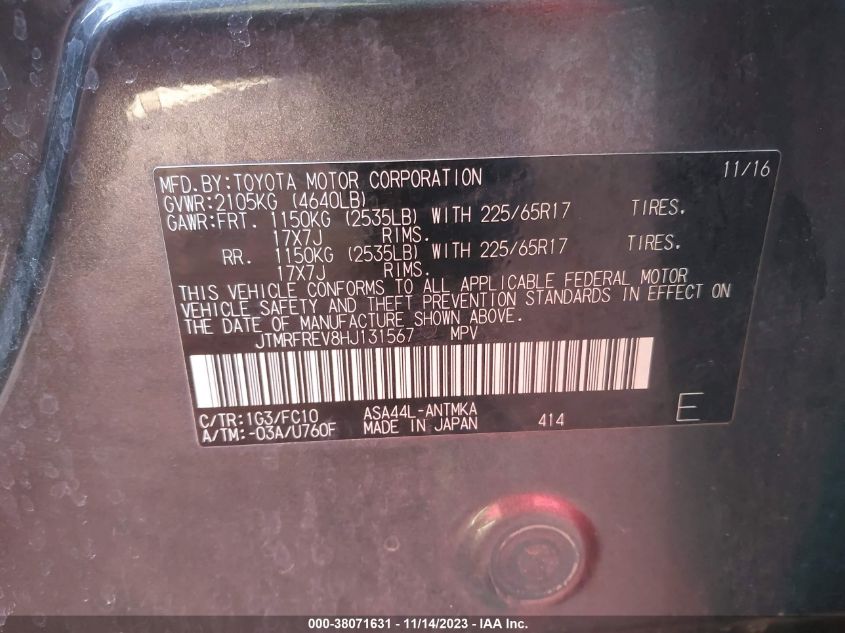 MFD.BY:TOYOTA MOTOR CORPORATION 11/16
GVWR:2105KG (4640LB)
GAWR:FRT. 1150KG (2535LB) WITH 225/65R17 TIRES.
17X7J RIMS.
RR. 1150KG (2535LB) WITH 225/65R17 TIRES.
17X7J RIMS.
THIS VEHICLE CONFORMS TO ALL APPLICABLE FEDERAL MOTOR
VEHICLE SAFETY AND THEFT PREVENTION STANDARDS IN EFFECT ON
THE DATE OF MANUFACTURE SHOWN ABOVE.
JTMRFREV8HJ131567 MPV
C/TR:1G3/FC10 ASA44L-ANTMKA
A/TM:-03A/U760F MADE IN JAPAN 414 E
000-38071631 - 11/14/2023 - IAA Inc.